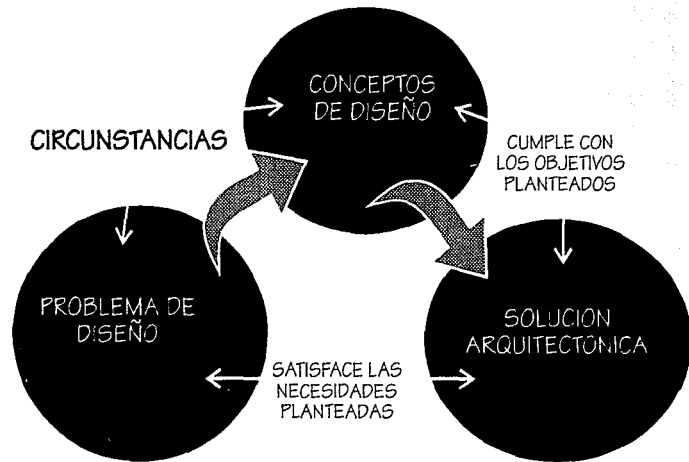 CONCEPTOS
DE DISEÑO
CIRCUNSTANCIAS
CUMPLE CON
LOS OBJETIVOS
PLANTEADOS
PROBLEMA DE
DISEÑO
SOLUCION
ARQUITECTONICA
SATISFACE LAS
NECESIDADES
PLANTEADAS